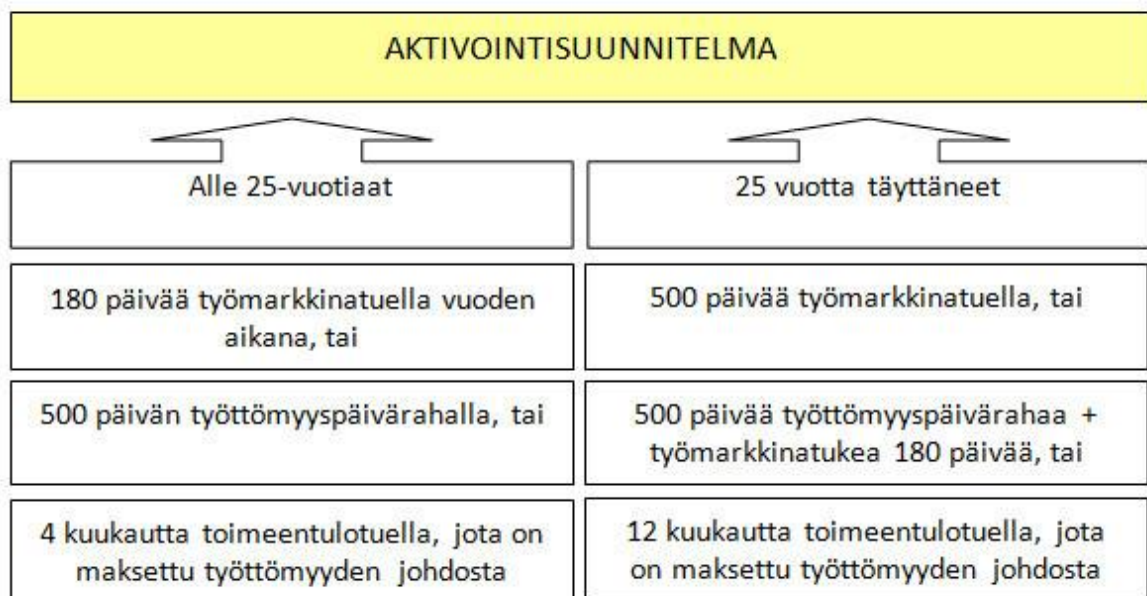 AKTIVOINTISUUNNITELMA
Alle 25-vuotiaat
180 päivää työmarkkinatuella vuoden
aikana, tai
500 päivän työttömyyspäivärahalla, tai
4 kuukautta toimeentulotuella, jota on
maksettu työttömyyden johdosta
25 vuotta täyttäneet
500 päivää työmarkkinatuella, tai
500 päivää työttömyyspäivärahaa +
työmarkkinatukea 180 päivää, tai
12 kuukautta toimeentulotuella, jota
on maksettu työttömyyden johdosta